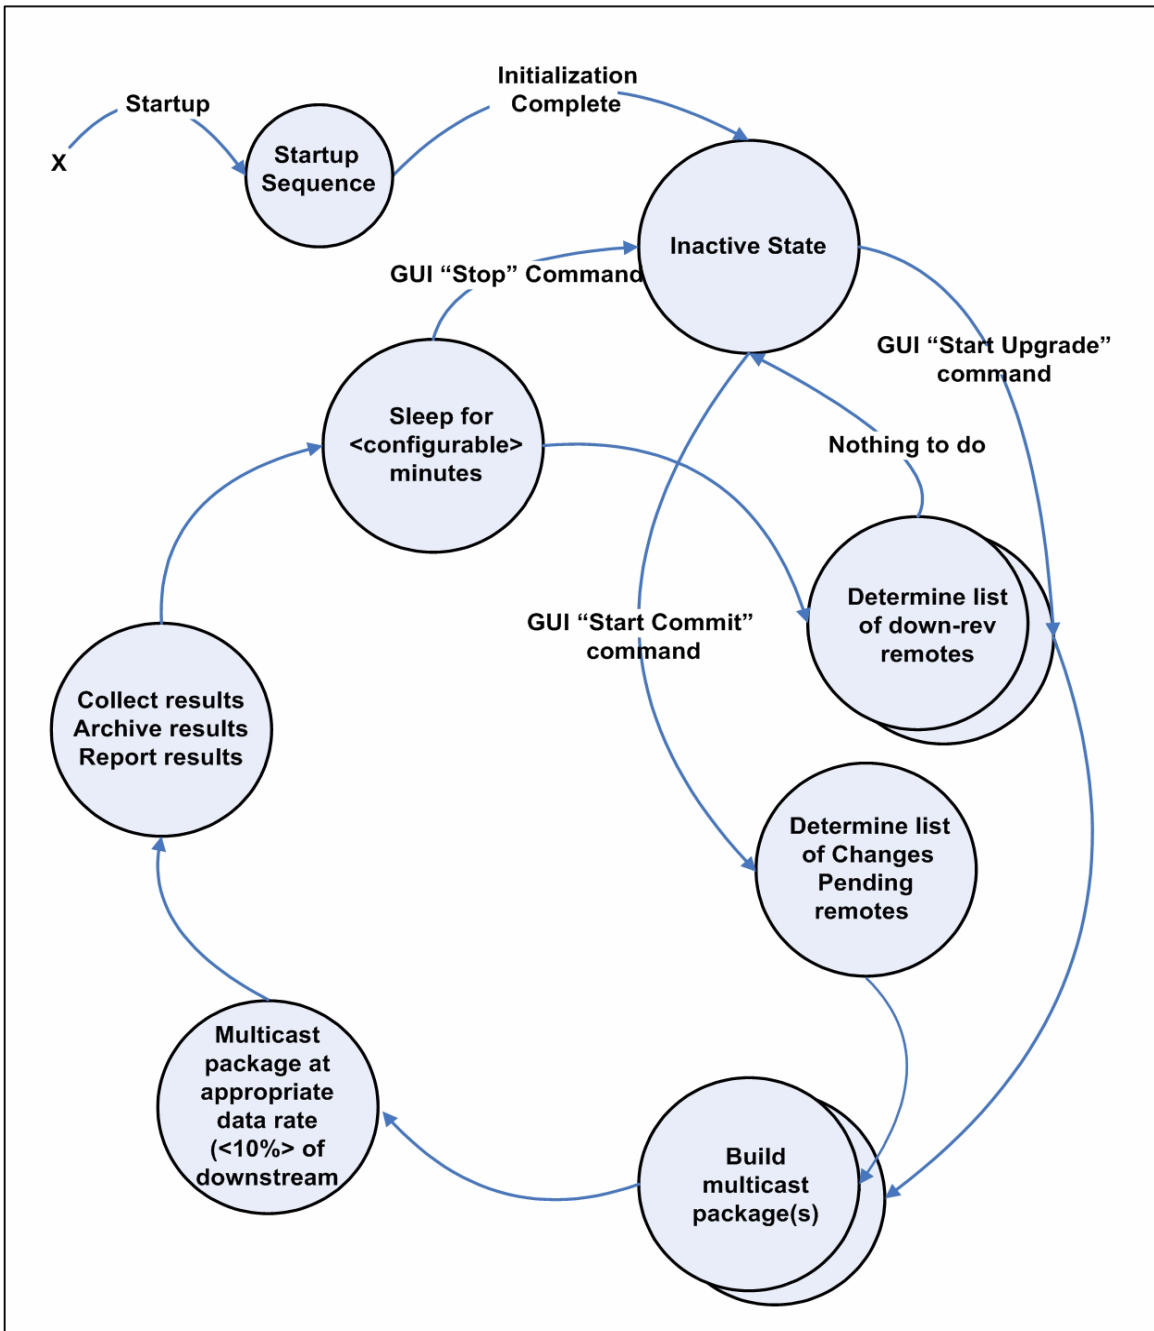 Initialization
Complete
Startup
X
Startup
Sequence
Inactive State
GUI “Stop” Command
GUI “Start Upgrade”
command
Sleep for
<configurable>
minutes
Nothing to do
Determine list
of down-rev
remotes
GUI “Start Commit”
command
Collect results
Archive results
Report results
Determine list
of Changes
Pending
remotes
Multicast
package at
appropriate
data rate
(<10%> of
downstream
Build
multicast
package(s)